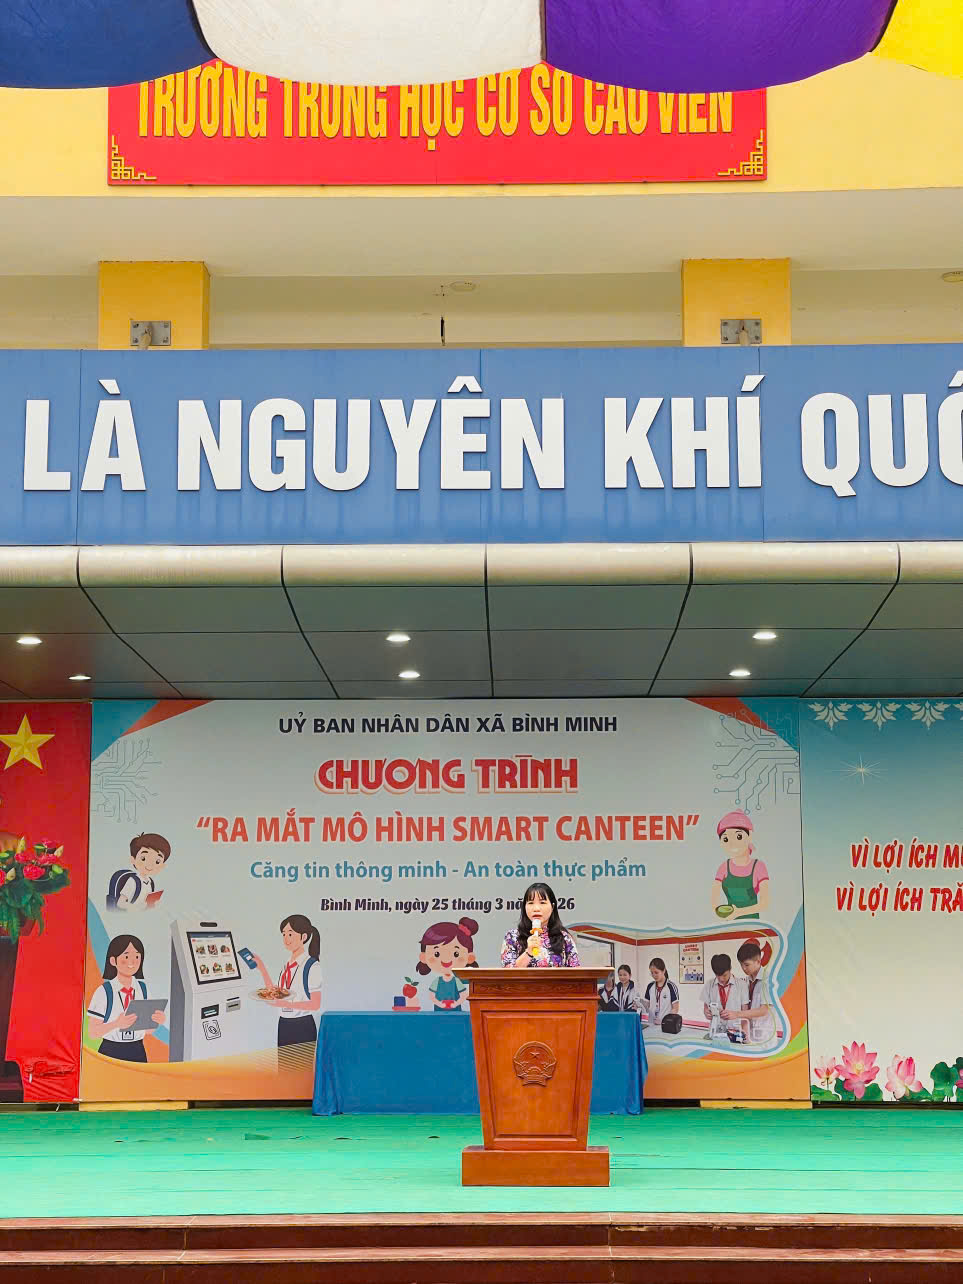 TRƯỜNG TRUNG HỌC CƠ SỞ CAO VIÊN
LÀ NGUYÊN KHÍ QUỐ
UỶ BAN NHÂN DÂN XÃ BÌNH MINH
CHƯƠNG TRÌNH
“RA MẮT MÔ HÌNH SMART CANTEEN”
Căng tin thông minh - An toàn thực phẩm
Bình Minh, ngày 25 tháng 3 26
VÌ LỢI ÍCH
VÌ LỢI ÍCH